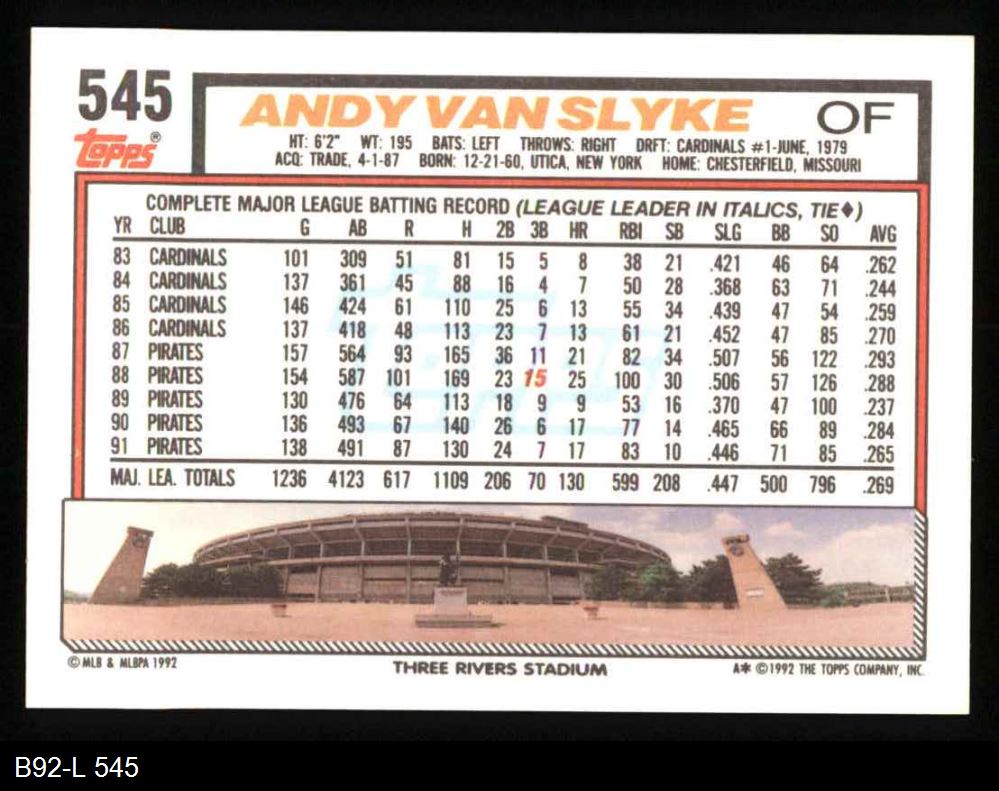 545
topps®
ANDY VAN SLYKE OF
HT: 6'2" WT: 195 BATS: LEFT THROWS: RIGHT DRFT: CARDINALS #1-JUNE, 1979
ACQ: TRADE, 4-1-87 BORN: 12-21-60, UTICA, NEW YORK HOME: CHESTERFIELD, MISSOURI
COMPLETE MAJOR LEAGUE BATTING RECORD (LEAGUE LEADER IN ITALICS, TIE♦)
YR CLUB G AB R H 2B 3B HR RBI SB SLG BB SO AVG
83 CARDINALS 101 309 51 81 15 5 8 38 21 .421 46 64 .262
84 CARDINALS 137 361 45 88 16 4 7 50 28 .368 63 71 .244
85 CARDINALS 146 424 61 110 25 6 13 55 34 .439 47 54 .259
86 CARDINALS 137 418 48 113 23 7 13 61 21 .452 47 85 .270
87 PIRATES 157 564 93 165 36 11 21 82 34 .507 56 122 .293
88 PIRATES 154 587 101 169 23 15 25 100 30 .506 57 126 .288
89 PIRATES 130 476 64 113 18 9 9 53 16 .370 47 100 .237
90 PIRATES 136 493 67 140 26 6 17 77 14 .465 66 89 .284
91 PIRATES 138 491 87 130 24 7 17 83 10 .446 71 85 .265
MAJ. LEA. TOTALS 1236 4123 617 1109 206 70 130 599 208 .447 500 796 .269
© MLB & MLBPA 1992
THREE RIVERS STADIUM
A* ©1992 THE TOPPS COMPANY, INC.
B92-L 545